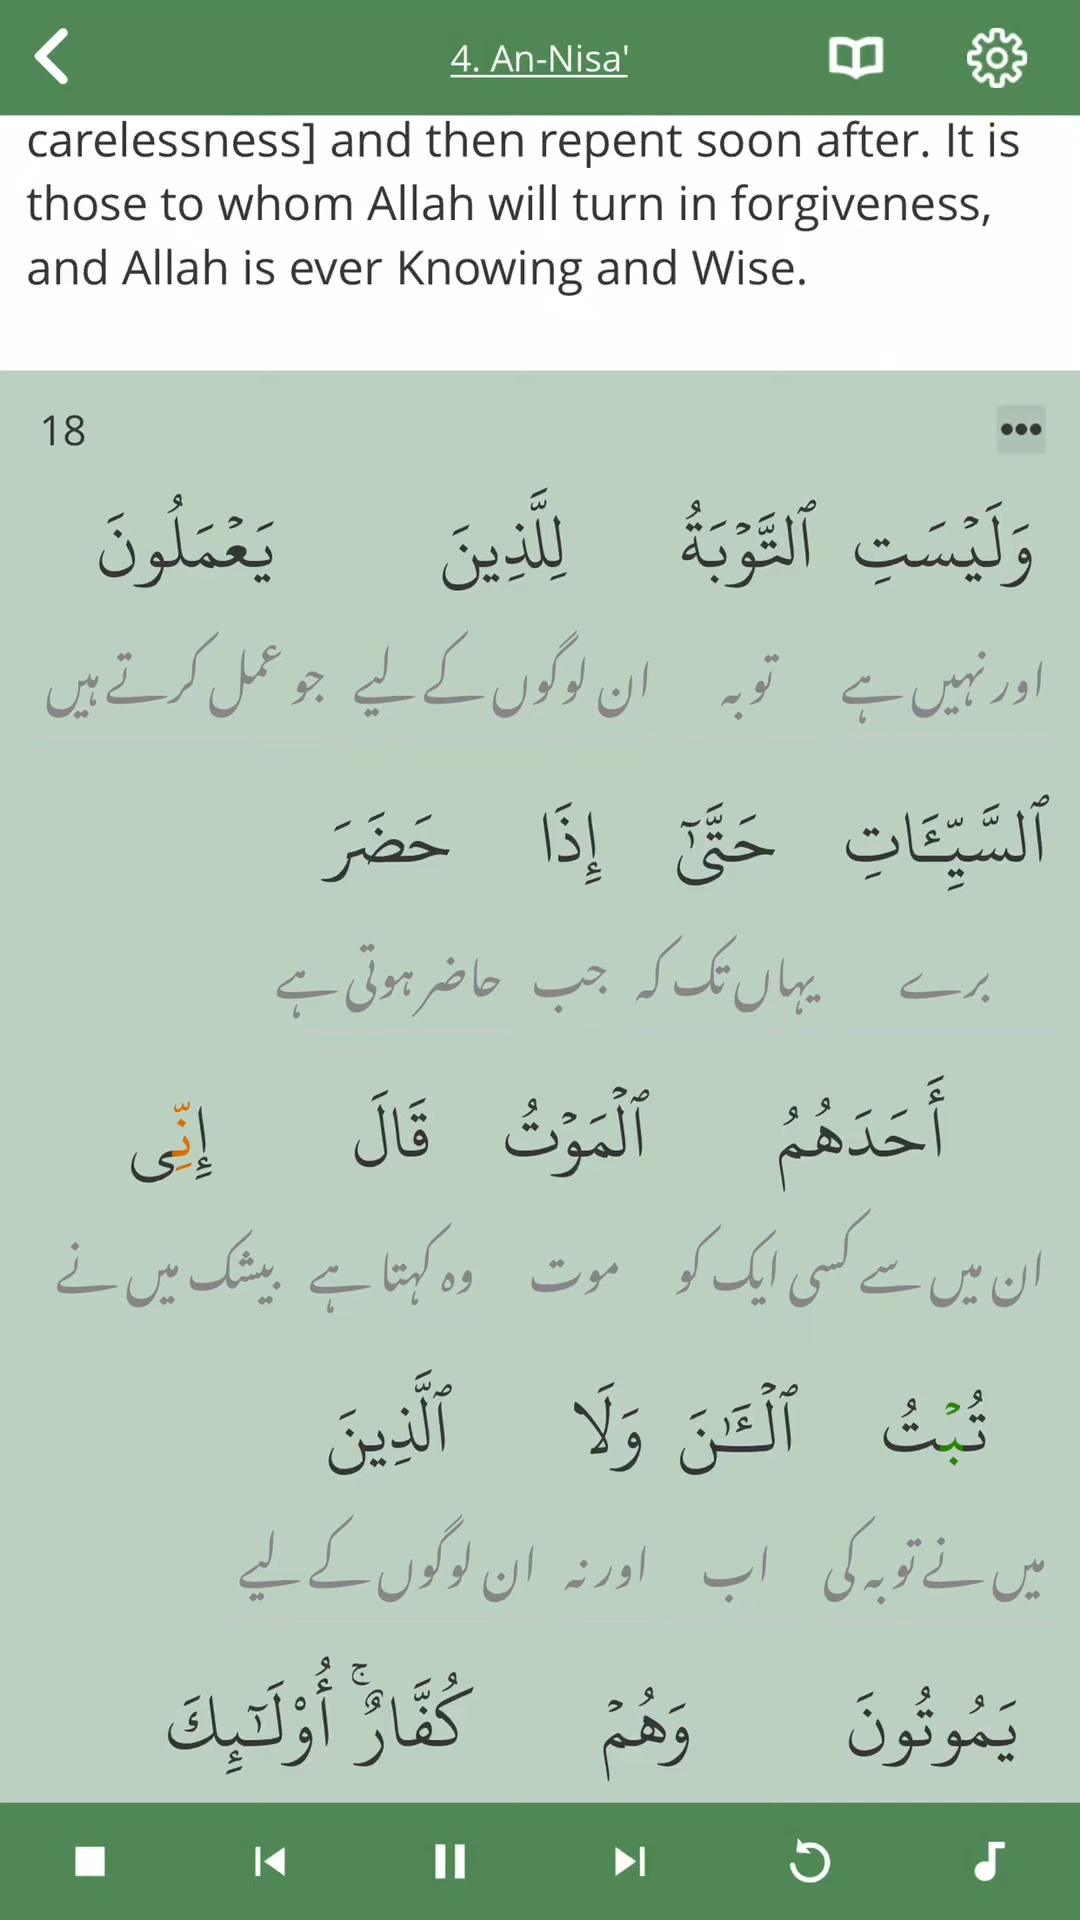 4. An-Nisa'
carelessness] and then repent soon after. It is
those to whom Allah will turn in forgiveness,
and Allah is ever Knowing and Wise.
18
وَلَيْسَتِ ٱلتَّوْبَةُ لِلَّذِينَ يَعْمَلُونَ
اور نہیں ہے توبہ ان لوگوں کے لیے جو عمل کرتے ہیں
ٱلسَّيِّـَٔاتِ حَتَّىٰٓ إِذَا حَضَرَ
برے یہاں تک کہ جب حاضر ہوتی ہے
أَحَدَهُمُ ٱلْمَوْتُ قَالَ إِنِّى
ان میں سے کسی ایک کو موت وہ کہتا ہے بیشک میں نے
تُبْتُ ٱلْـَٰٔنَ وَلَا ٱلَّذِينَ
میں نے توبہ کی اب اور نہ ان لوگوں کے لیے
يَمُوتُونَ وَهُمْ كُفَّارٌ ۚ أُو۟لَـٰٓئِكَ